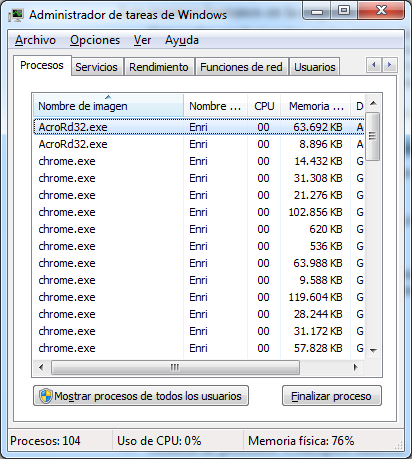 Administrador de tareas de Windows
Archivo Opciones Ver Ayuda
Procesos Servicios Rendimiento Funciones de red Usuarios
Nombre de imagen Nombre ... CPU Memoria ... D
AcroRd32.exe Enri 00 63.692 KB A
AcroRd32.exe Enri 00 8.896 KB A
chrome.exe Enri 00 14.432 KB G
chrome.exe Enri 00 31.308 KB G
chrome.exe Enri 00 21.276 KB G
chrome.exe Enri 00 102.856 KB G
chrome.exe Enri 00 620 KB G
chrome.exe Enri 00 536 KB G
chrome.exe Enri 00 63.988 KB G
chrome.exe Enri 00 9.588 KB G
chrome.exe Enri 00 119.604 KB G
chrome.exe Enri 00 28.244 KB G
chrome.exe Enri 00 31.172 KB G
chrome.exe Enri 00 57.828 KB G
Mostrar procesos de todos los usuarios Finalizar proceso
Procesos: 104 Uso de CPU: 0% Memoria física: 76%